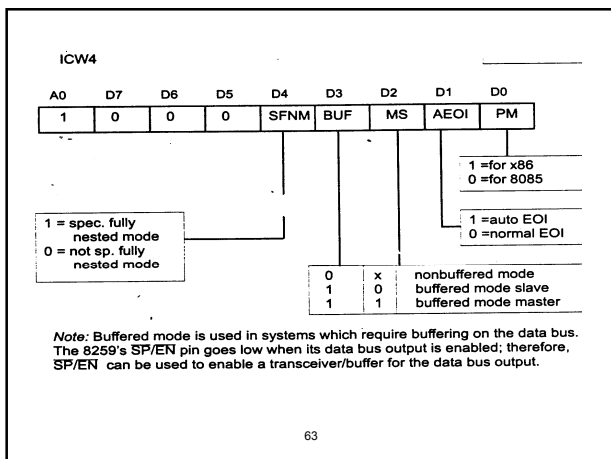 ICW4
A0 D7 D6 D5 D4 D3 D2 D1 D0
1 0 0 0 SFNM BUF MS AEOI PM
1 =for x86
0 =for 8085
1 =auto EOI
0 =normal EOI
1 = spec. fully
nested mode
0 = not sp. fully
nested mode
0 x nonbuffered mode
1 0 buffered mode slave
1 1 buffered mode master
Note: Buffered mode is used in systems which require buffering on the data bus.
The 8259's SP/EN pin goes low when its data bus output is enabled; therefore,
SP/EN can be used to enable a transceiver/buffer for the data bus output.
63